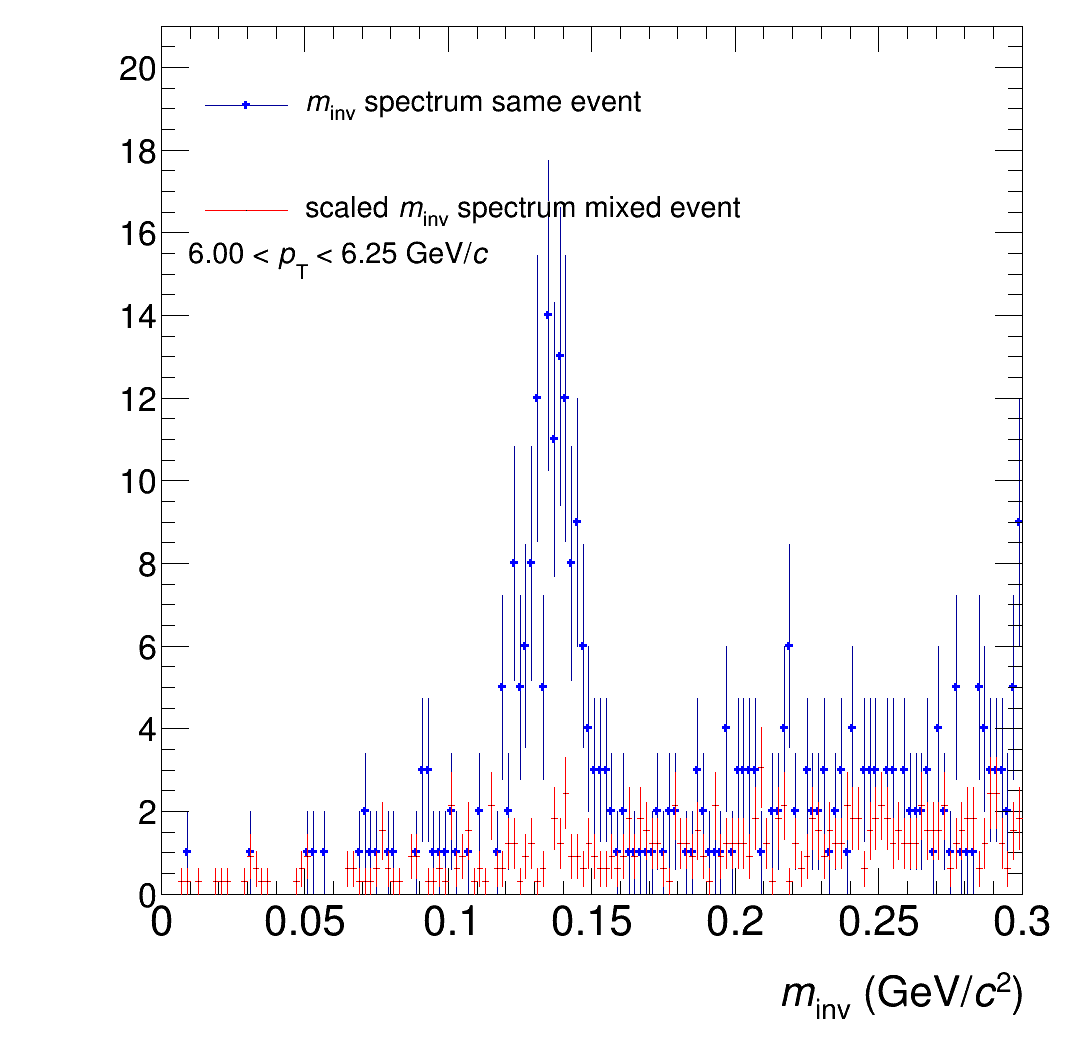 20
18
16
14
12
10
8
6
4
2
0
m_inv spectrum same event
scaled m_inv spectrum mixed event
6.00 < p_T < 6.25 GeV/c
0 0.05 0.1 0.15 0.2 0.25 0.3
m_inv (GeV/c²)